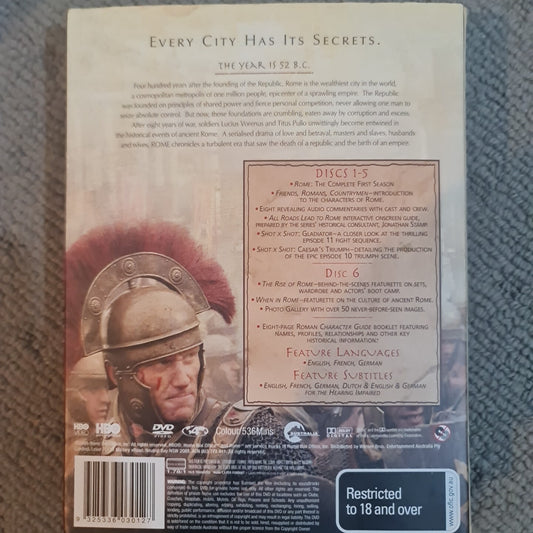 EVERY CITY HAS ITS SECRETS.
THE YEAR IS 52 B.C.
Four hundred years after the founding of the Republic, Rome is the wealthiest city in the world,
a cosmopolitan metropolis of one million people, epicenter of a sprawling empire. The Republic
was founded on principles of shared power and fierce personal competition, never allowing one man to
seize absolute control. But now, those foundations are crumbling, eaten away by corruption and excess.
After eight years of war, soldiers Lucius Vorenus and Titus Pullo unwittingly become entwined in
the historical events of ancient Rome. A serialised drama of love and betrayal, masters and slaves, husbands
and wives, ROME chronicles a turbulent era that saw the death of a republic and the birth of an empire.
DISCS 1-5
• ROME: THE COMPLETE FIRST SEASON
• FRIENDS, ROMANS, COUNTRYMEN—INTRODUCTION
TO THE CHARACTERS OF ROME.
• EIGHT REVEALING AUDIO COMMENTARIES WITH CAST AND CREW.
• ALL ROADS LEAD TO ROME INTERACTIVE ONSCREEN GUIDE,
PREPARED BY THE SERIES' HISTORICAL CONSULTANT, JONATHAN STAMP.
• SHOT X SHOT: GLADIATOR—A CLOSER LOOK AT THE THRILLING
EPISODE 11 FIGHT SEQUENCE.
• SHOT X SHOT: CAESAR'S TRIUMPH—DETAILING THE PRODUCTION
OF THE EPIC EPISODE 10 TRIUMPH SCENE.
DISC 6
• THE RISE OF ROME—BEHIND-THE-SCENES FEATURETTE ON-SETS,
WARDROBE AND ACTORS' BOOT CAMP.
• WHEN IN ROME—FEATURETTE ON THE CULTURE OF ANCIENT ROME.
• PHOTO GALLERY WITH OVER 50 NEVER-BEFORE-SEEN IMAGES.
• EIGHT-PAGE ROMAN CHARACTER GUIDE BOOKLET FEATURING
NAMES, PROFILES, RELATIONSHIPS AND OTHER KEY
HISTORICAL INFORMATION.
FEATURE LANGUAGES
• ENGLISH, FRENCH, GERMAN
FEATURE SUBTITLES
• ENGLISH, FRENCH, GERMAN, DUTCH & ENGLISH & GERMAN
FOR THE HEARING IMPAIRED
HBO VIDEO HBO DVD VIDEO 4 Colour/536Mins AUSTRALIA DOLBY DIGITAL
9 325336 030127
Restricted
to 18 and over
www.oflc.gov.au